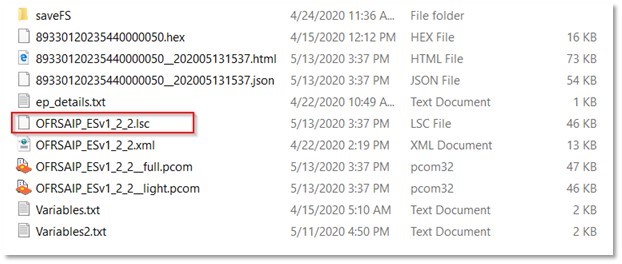 saveFS 4/24/2020 11:36 A... File folder
89330120235440000050.hex 4/15/2020 12:12 PM HEX File 16 KB
89330120235440000050__202005131537.html 5/13/2020 3:37 PM HTML File 73 KB
89330120235440000050__202005131537.json 5/13/2020 3:37 PM JSON File 54 KB
ep_details.txt 4/22/2020 10:49 A... Text Document 1 KB
OFRSAIP_ESv1_2_2.lsc 5/13/2020 3:37 PM LSC File 46 KB
OFRSAIP_ESv1_2_2.xml 4/22/2020 2:19 PM XML Document 13 KB
OFRSAIP_ESv1_2_2__full.pcom 5/13/2020 3:37 PM pcom32 47 KB
OFRSAIP_ESv1_2_2__light.pcom 5/13/2020 3:37 PM pcom32 46 KB
Variables.txt 4/15/2020 5:10 AM Text Document 2 KB
Variables2.txt 5/11/2020 4:50 PM Text Document 2 KB